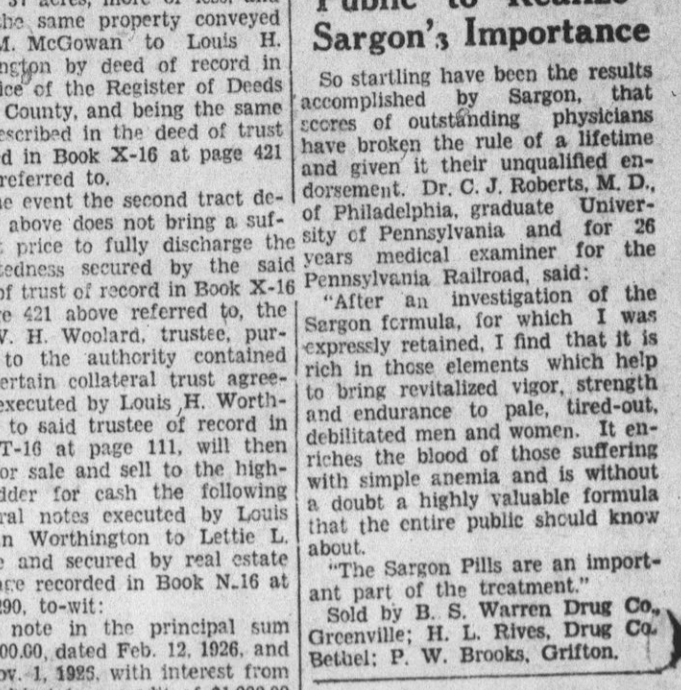 the same property conveyed
M. McGowan to Louis H.
by deed of record in
of the Register of Deeds
County, and being the same
in the deed of trust
in Book X-16 at page 421
referred to.
event the second tract de-
above does not bring a suf-
price to fully discharge the
secured by the said
of trust of record in Book X-16
421 above referred to, the
W. H. Woolard, trustee, pur-
to the authority contained
certain collateral trust agree-
executed by Louis H. Worth-
to said trustee of record in
T-16 at page 111, will then
for sale and sell to the high-
for cash the following
notes executed by Louis
Worthington to Lettie L.
and secured by real estate
recorded in Book N-16 at
290, to-wit:
note in the principal sum
dated Feb. 12, 1926, and
1, 1926, with interest from
Public to Realize
Sargon's Importance
So startling have been the results
accomplished by Sargon, that
scores of outstanding physicians
have broken the rule of a lifetime
and given it their unqualified en-
dorsement. Dr. C. J. Roberts, M. D.,
of Philadelphia, graduate Univer-
sity of Pennsylvania and for 26
years medical examiner for the
Pennsylvania Railroad, said:
"After an investigation of the
Sargon formula, for which I was
expressly retained, I find that it is
rich in those elements which help
to bring revitalized vigor, strength
and endurance to pale, tired-out,
debilitated men and women. It en-
riches the blood of those suffering
with simple anemia and is without
a doubt a highly valuable formula
that the entire public should know
about.
"The Sargon Pills are an import-
ant part of the treatment."
Sold by B. S. Warren Drug Co.,
Greenville; H. L. Rives, Drug Co.
Bethel; P. W. Brooks, Grifton.